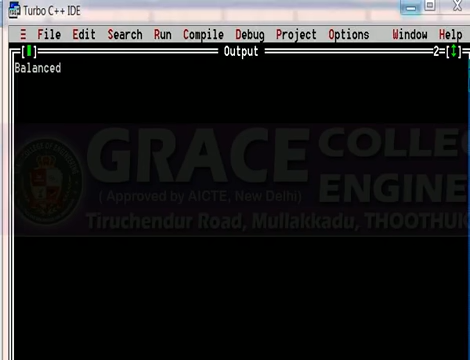 Turbo C++ IDE
≡ File Edit Search Run Compile Debug Project Options Window Help
Output 2
Balanced
GRACE COLLE
( Approved by AICTE, New Delhi) ENGINE
Tiruchendur Road, Mullakkadu, THOOTHUK